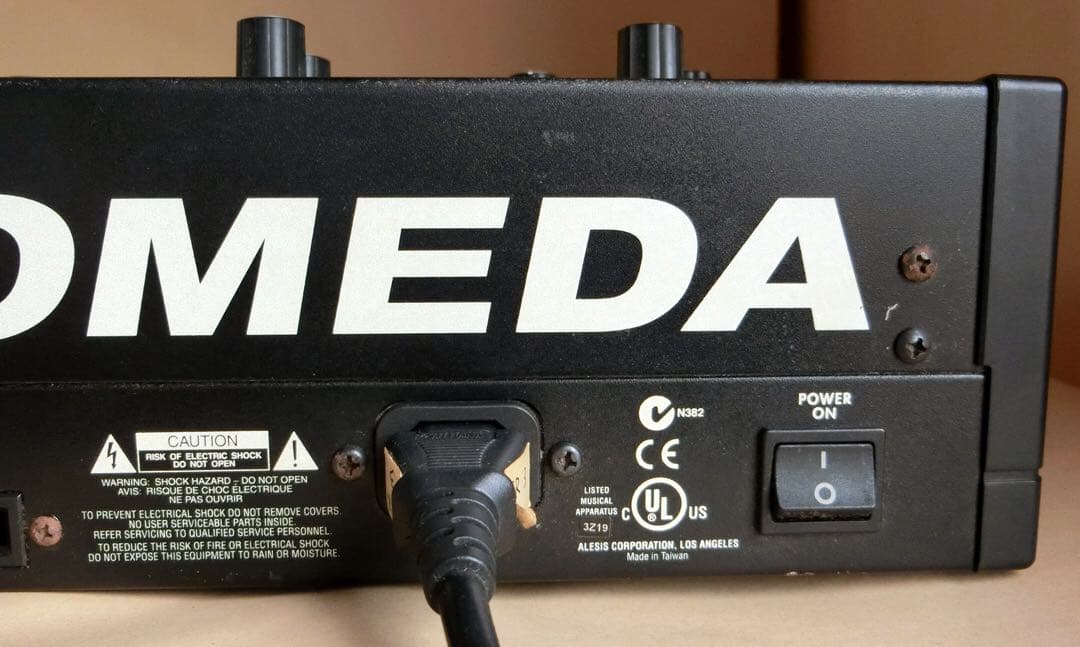 OMEDA
CAUTION
RISK OF ELECTRIC SHOCK
DO NOT OPEN
WARNING: SHOCK HAZARD – DO NOT OPEN
AVIS: RISQUE DE CHOC ÉLECTRIQUE
NE PAS OUVRIR
TO PREVENT ELECTRICAL SHOCK DO NOT REMOVE COVERS.
NO USER SERVICEABLE PARTS INSIDE.
REFER SERVICING TO QUALIFIED SERVICE PERSONNEL.
TO REDUCE THE RISK OF FIRE OR ELECTRICAL SHOCK
DO NOT EXPOSE THIS EQUIPMENT TO RAIN OR MOISTURE.
N382
CE
LISTED
MUSICAL
APPARATUS
3Z19
C UL ® US
ALESIS CORPORATION, LOS ANGELES
Made in Taiwan
POWER
ON
I
O